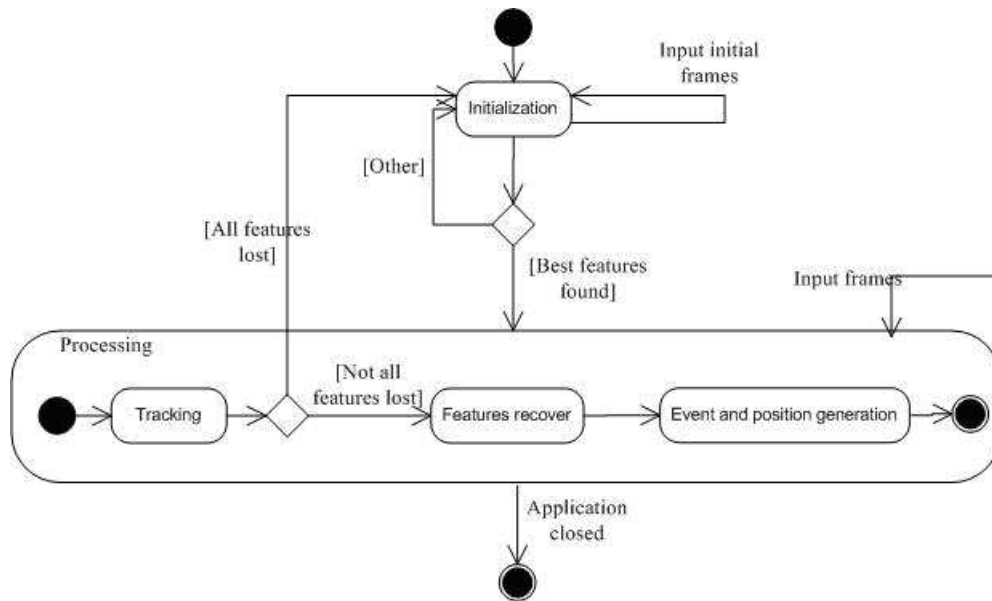 Input initial
frames
Initialization
[Other]
[All features
lost]
[Best features
found]
Input frames
Processing
[Not all
features lost]
Tracking
Features recover
Event and position generation
Application
closed